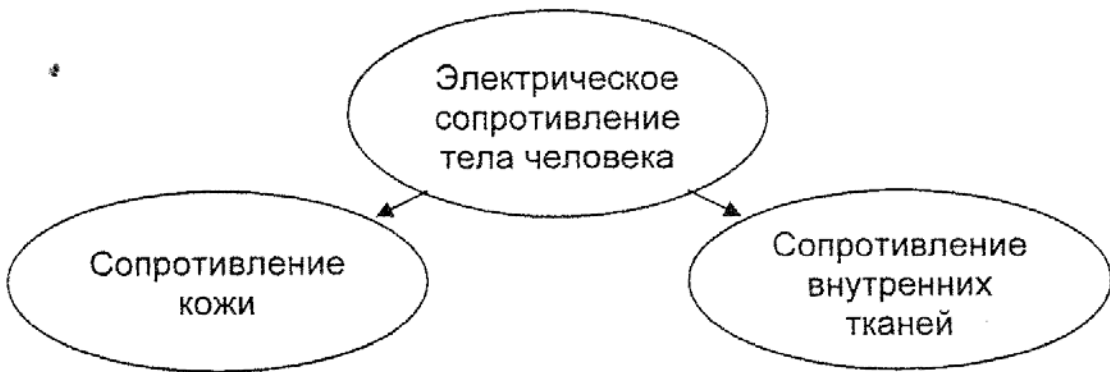 Электрическое
сопротивление
тела человека
Сопротивление
кожи
Сопротивление
внутренних
тканей